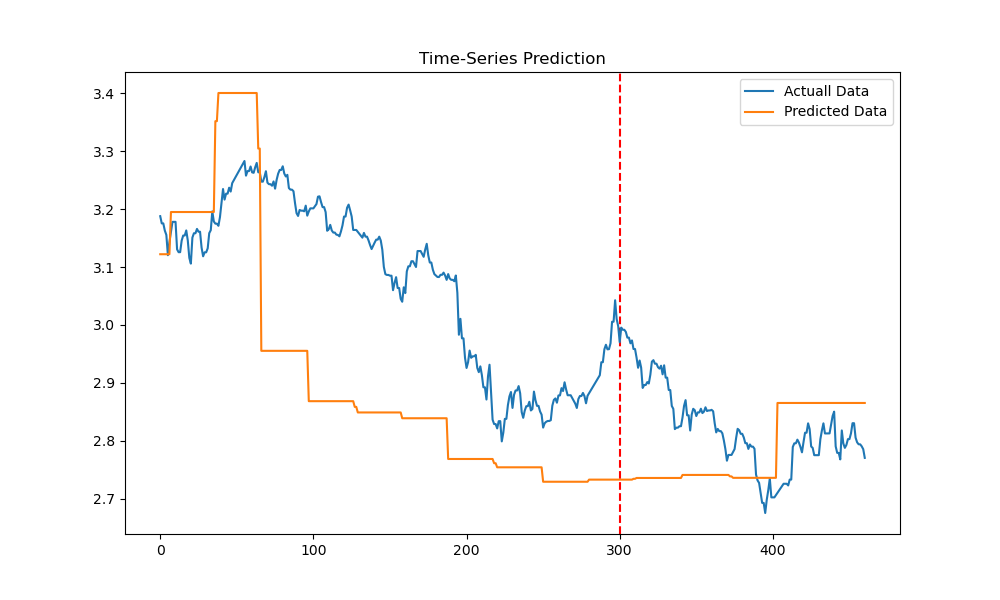 Time-Series Prediction
Actuall Data
Predicted Data
3.4
3.3
3.2
3.1
3.0
2.9
2.8
2.7
0 100 200 300 400